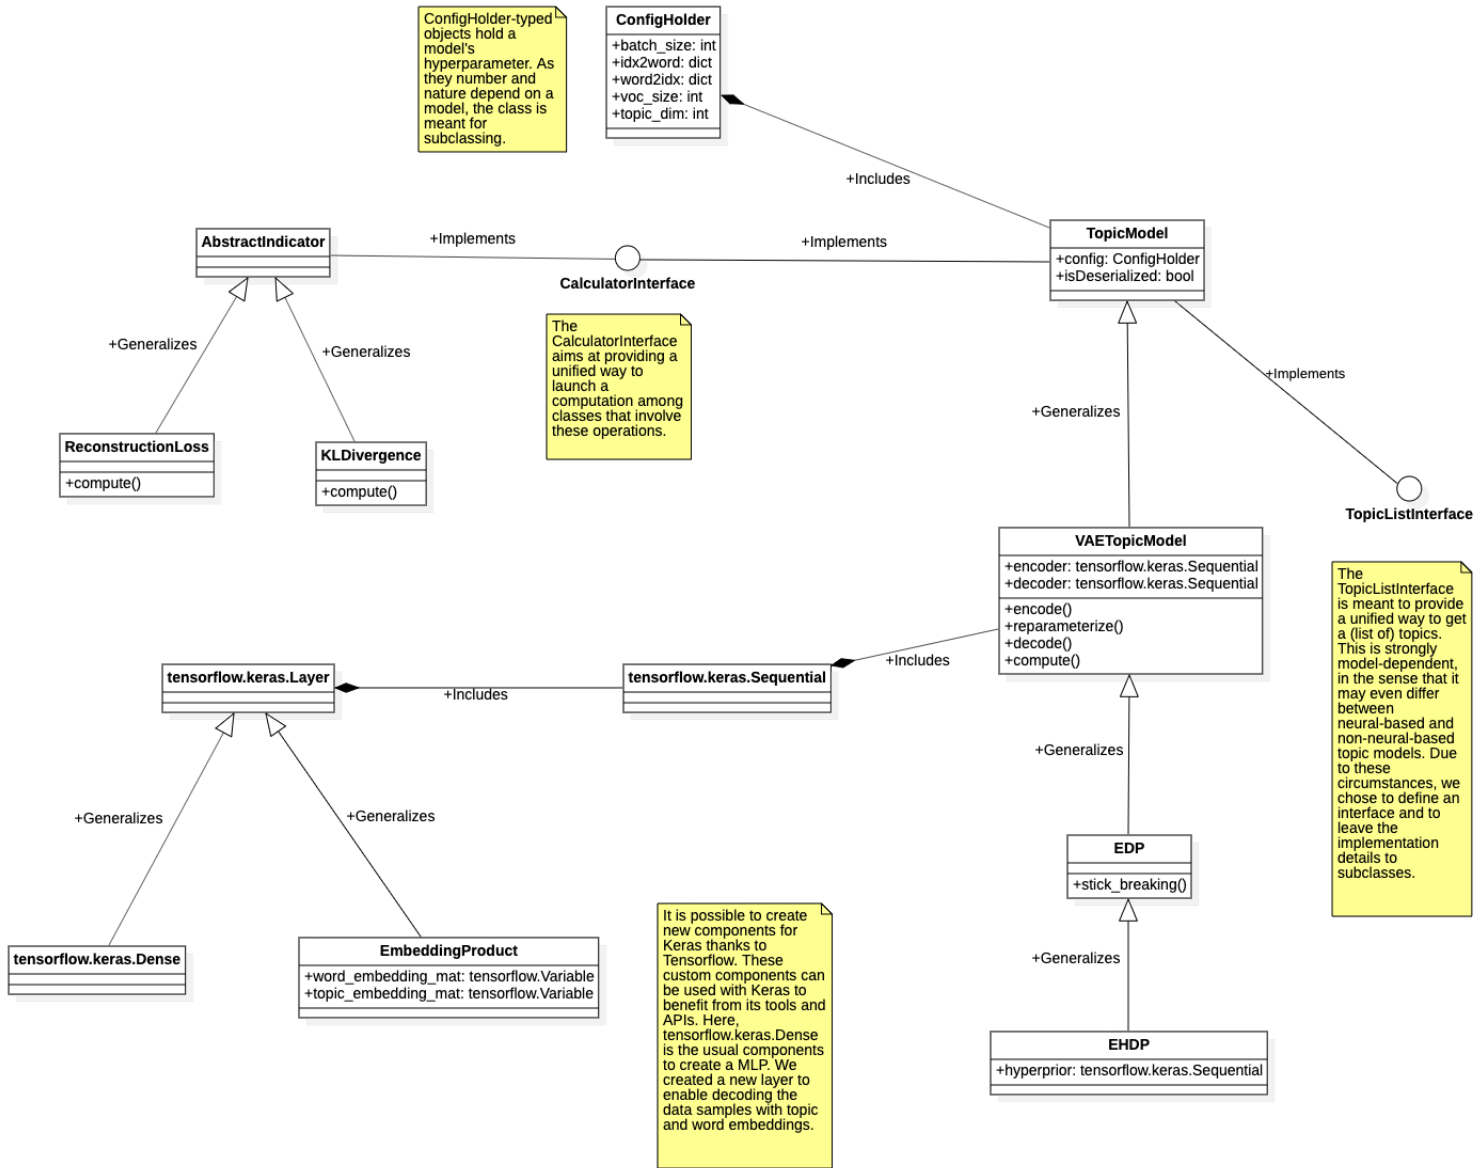 ConfigHolder-typed
objects hold a
model's
hyperparameter. As
they number and
nature depend on a
model, the class is
meant for
subclassing.
ConfigHolder
+batch_size: int
+idx2word: dict
+word2idx: dict
+voc_size: int
+topic_dim: int
+Includes
AbstractIndicator
+Implements
CalculatorInterface
+Implements
TopicModel
+config: ConfigHolder
+isDeserialized: bool
The
CalculatorInterface
aims at providing a
unified way to
launch a
computation among
classes that involve
these operations.
+Generalizes
+Generalizes
ReconstructionLoss
+compute()
KLDivergence
+compute()
+Generalizes
+Implements
TopicListInterface
VAETopicModel
+encoder: tensorflow.keras.Sequential
+decoder: tensorflow.keras.Sequential
+encode()
+reparameterize()
+decode()
+compute()
The
TopicListInterface
is meant to provide
a unified way to get
a (list of) topics.
This is strongly
model-dependent,
in the sense that it
may even differ
between
neural-based and
non-neural-based
topic models. Due
to these
circumstances, we
chose to define an
interface and to
leave the
implementation
details to
subclasses.
tensorflow.keras.Layer
+Includes
tensorflow.keras.Sequential
+Includes
+Generalizes
+Generalizes
+Generalizes
EDP
+stick_breaking()
tensorflow.keras.Dense
EmbeddingProduct
+word_embedding_mat: tensorflow.Variable
+topic_embedding_mat: tensorflow.Variable
It is possible to create
new components for
Keras thanks to
Tensorflow. These
custom components can
be used with Keras to
benefit from its tools and
APIs. Here,
tensorflow.keras.Dense
is the usual components
to create a MLP. We
created a new layer to
enable decoding the
data samples with topic
and word embeddings.
+Generalizes
EHDP
+hyperprior: tensorflow.keras.Sequential